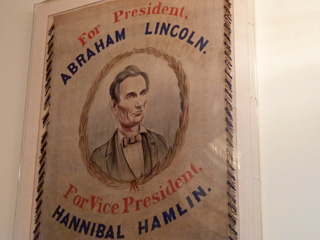 For President,
ABRAHAM LINCOLN.
For Vice President,
HANNIBAL HAMLIN.